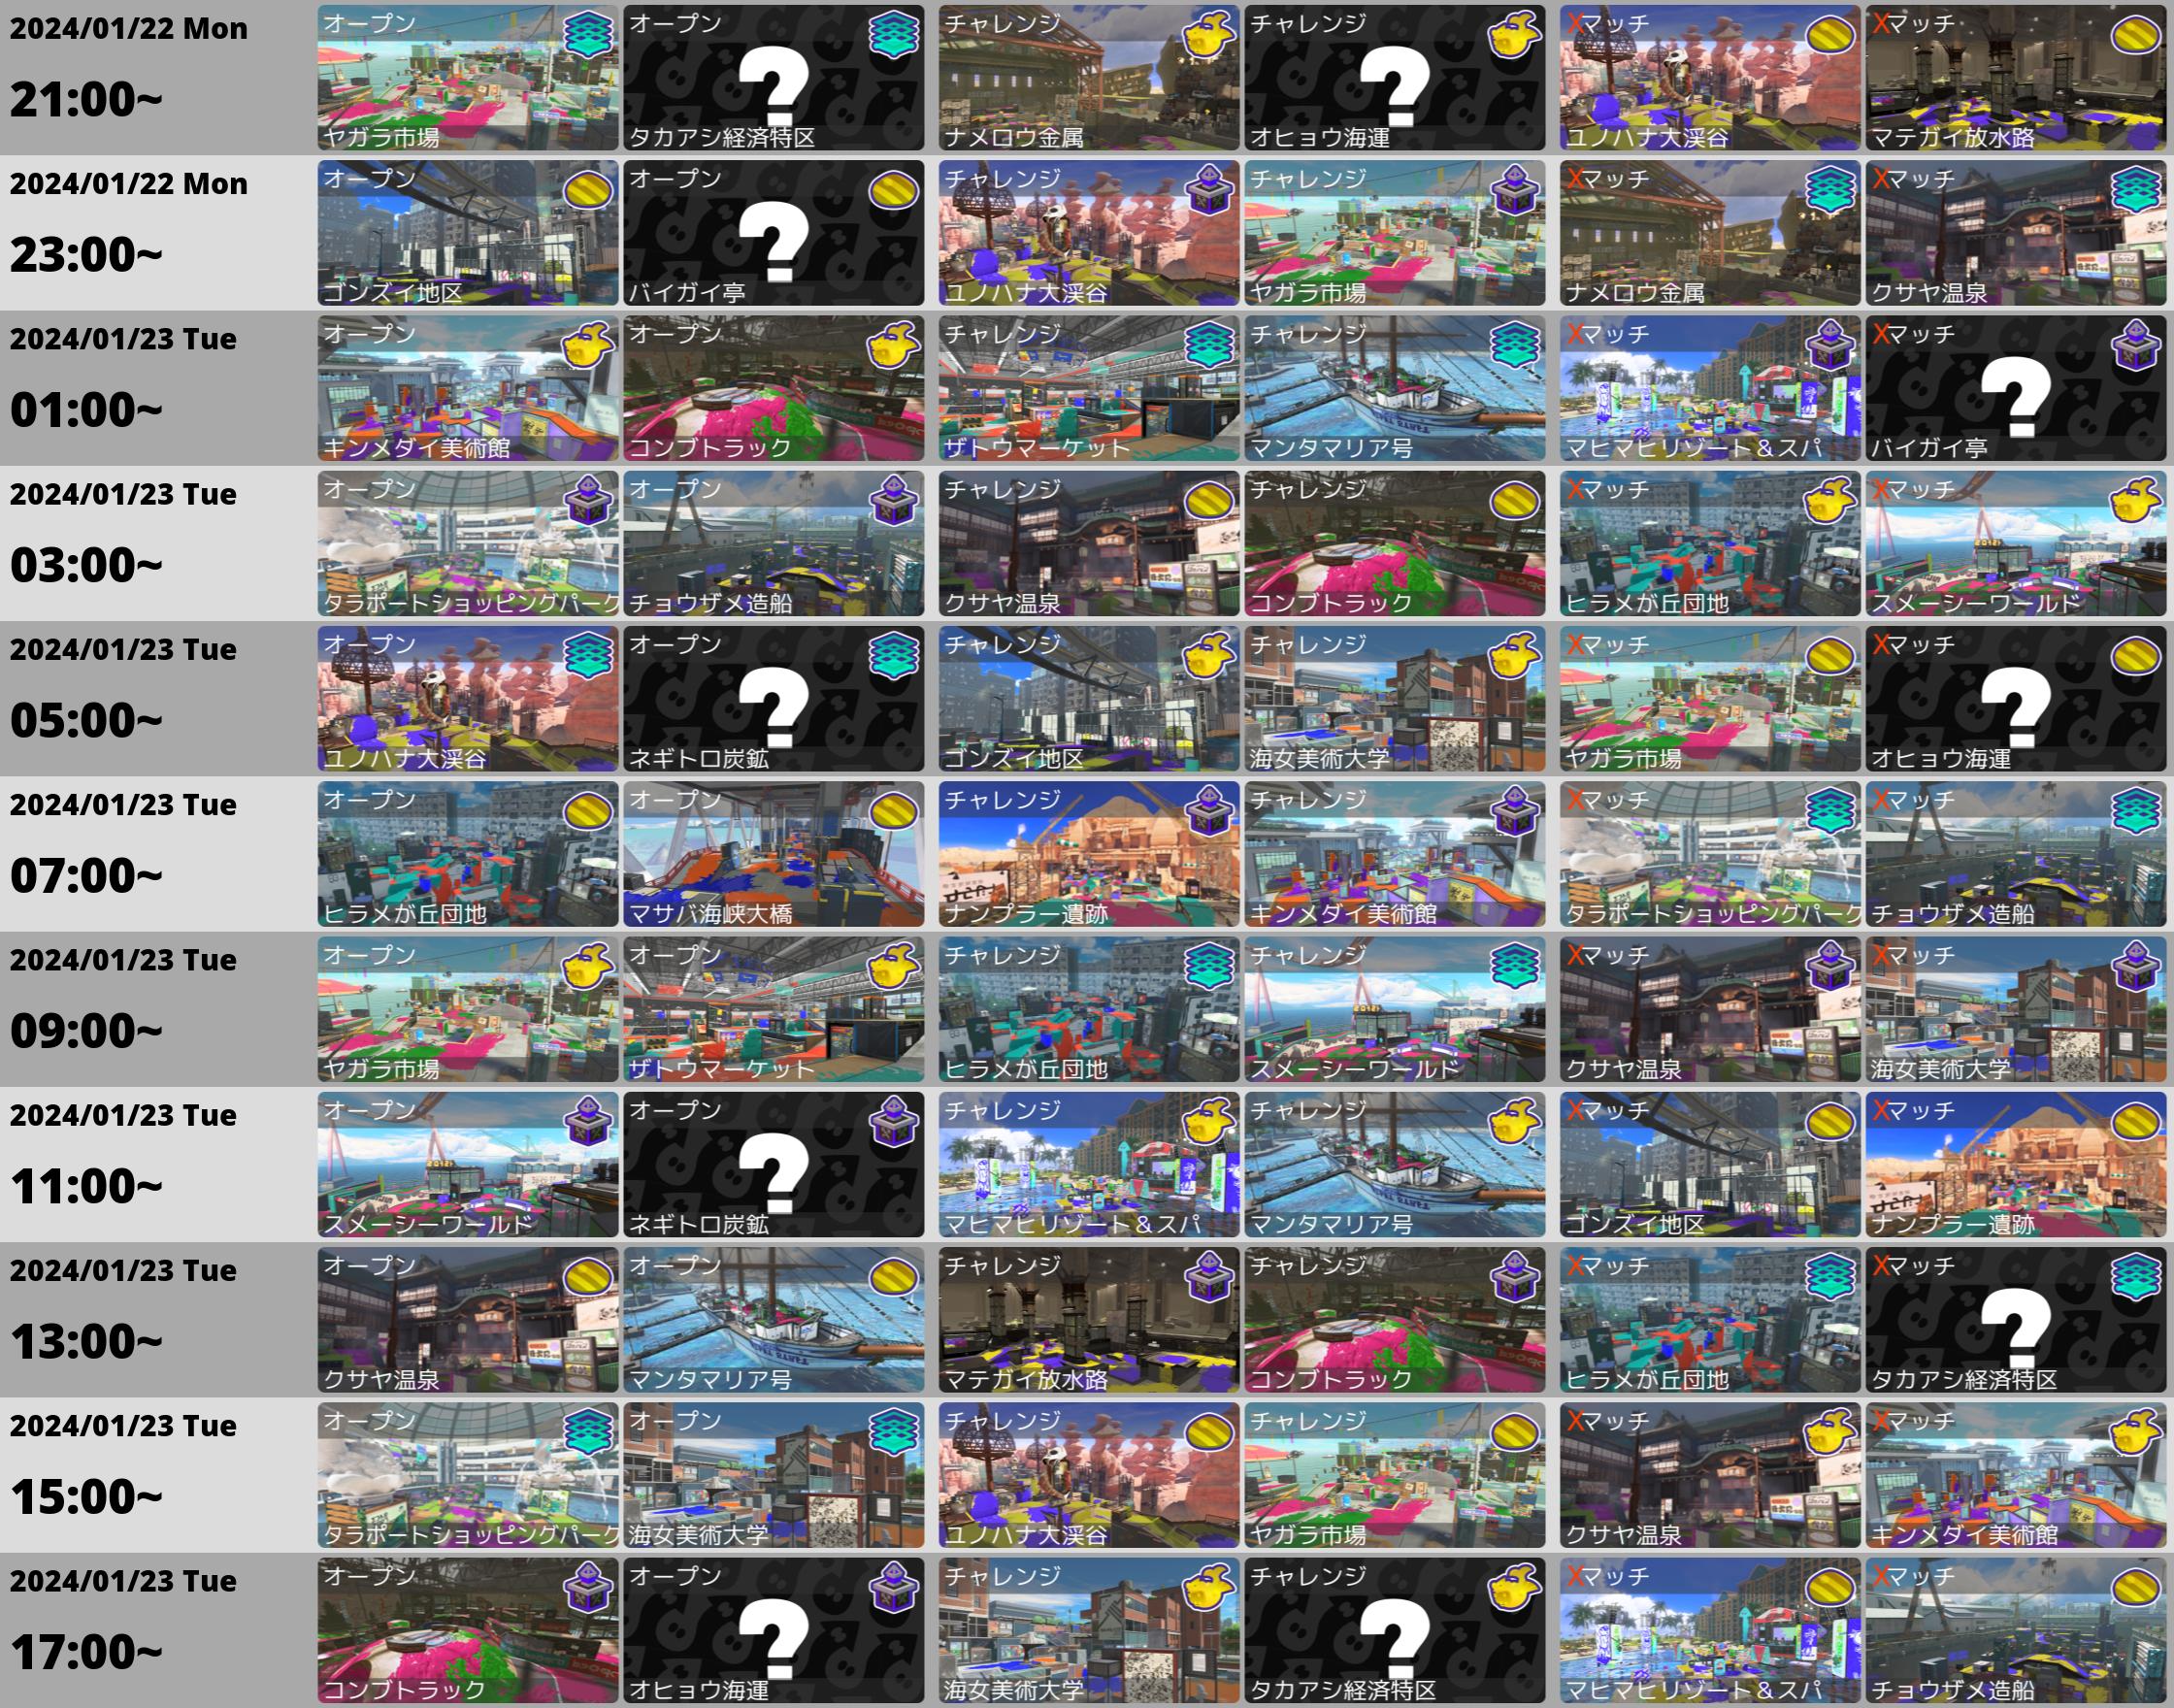 2024/01/22 Mon
21:00~
オープン
ヤガラ市場
オープン
タカアシ経済特区
チャレンジ
ナメロウ金属
チャレンジ
オヒョウ海運
Xマッチ
ユノハナ大渓谷
Xマッチ
マテガイ放水路
2024/01/22 Mon
23:00~
オープン
ゴンズイ地区
オープン
バイガイ亭
チャレンジ
ユノハナ大渓谷
チャレンジ
ヤガラ市場
Xマッチ
ナメロウ金属
Xマッチ
クサヤ温泉
2024/01/23 Tue
01:00~
オープン
キンメダイ美術館
オープン
コンブトラック
チャレンジ
ザトウマーケット
チャレンジ
マンタマリア号
Xマッチ
マヒマヒリゾート＆スパ
Xマッチ
バイガイ亭
2024/01/23 Tue
03:00~
オープン
タラポートショッピングパーク
オープン
チョウザメ造船
チャレンジ
クサヤ温泉
チャレンジ
コンブトラック
Xマッチ
ヒラメが丘団地
Xマッチ
スメーシーワールド
2024/01/23 Tue
05:00~
オープン
ユノハナ大渓谷
オープン
ネギトロ炭鉱
チャレンジ
ゴンズイ地区
チャレンジ
海女美術大学
Xマッチ
ヤガラ市場
Xマッチ
オヒョウ海運
2024/01/23 Tue
07:00~
オープン
ヒラメが丘団地
オープン
マサバ海峡大橋
チャレンジ
ナンプラー遺跡
チャレンジ
キンメダイ美術館
Xマッチ
タラポートショッピングパーク
Xマッチ
チョウザメ造船
2024/01/23 Tue
09:00~
オープン
ヤガラ市場
オープン
ザトウマーケット
チャレンジ
ヒラメが丘団地
チャレンジ
スメーシーワールド
Xマッチ
クサヤ温泉
Xマッチ
海女美術大学
2024/01/23 Tue
11:00~
オープン
スメーシーワールド
オープン
ネギトロ炭鉱
チャレンジ
マヒマヒリゾート＆スパ
チャレンジ
マンタマリア号
Xマッチ
ゴンズイ地区
Xマッチ
ナンプラー遺跡
2024/01/23 Tue
13:00~
オープン
クサヤ温泉
オープン
マンタマリア号
チャレンジ
マテガイ放水路
チャレンジ
コンブトラック
Xマッチ
ヒラメが丘団地
Xマッチ
タカアシ経済特区
2024/01/23 Tue
15:00~
オープン
タラポートショッピングパーク
オープン
海女美術大学
チャレンジ
ユノハナ大渓谷
チャレンジ
ヤガラ市場
Xマッチ
クサヤ温泉
Xマッチ
キンメダイ美術館
2024/01/23 Tue
17:00~
オープン
コンブトラック
オープン
オヒョウ海運
チャレンジ
海女美術大学
チャレンジ
タカアシ経済特区
Xマッチ
マヒマヒリゾート＆スパ
Xマッチ
チョウザメ造船